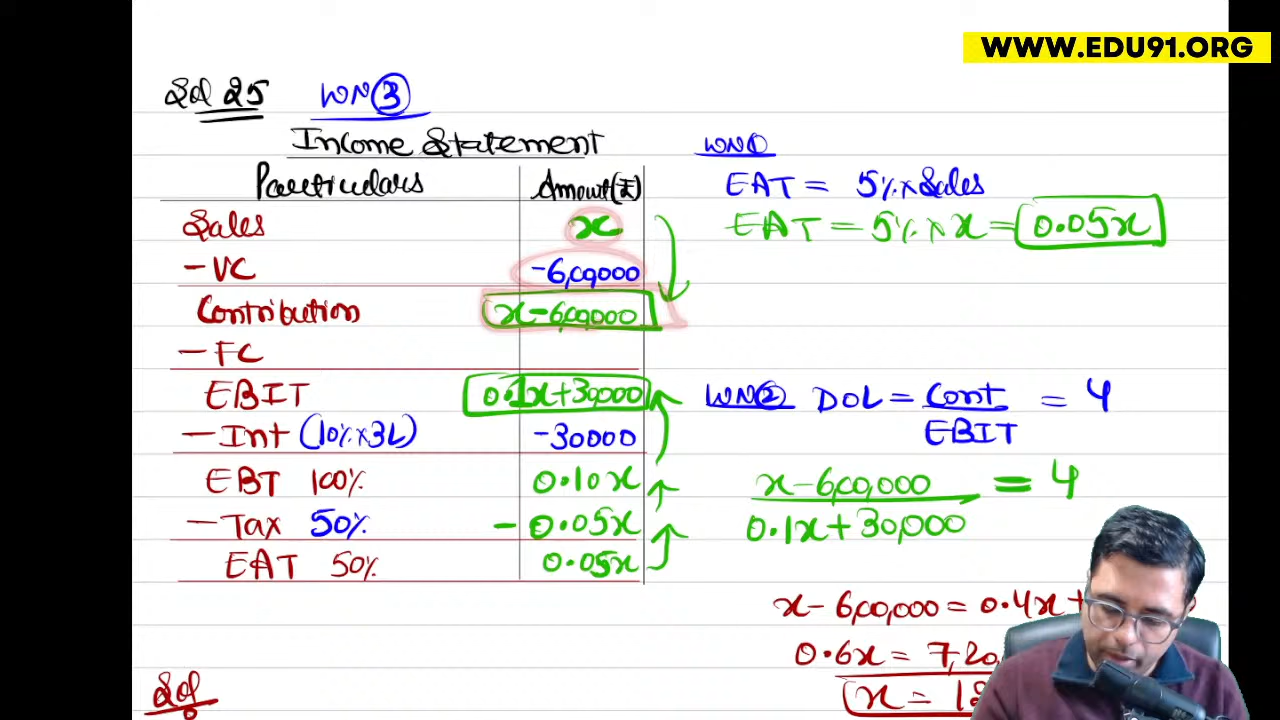 WWW.EDU91.ORG
Sol 25 WN③
Income Statement
Particulars Amount(₹)
Sales x
- VC -6,00,000
Contribution x-6,00,000
- FC
EBIT 0.1x+30,000
- Int (10%×3L) -30000
EBT 100% 0.10x
- Tax 50% - 0.05x
EAT 50% 0.05x
WN①
EAT = 5%×Sales
EAT = 5%×x = 0.05x
WN② DOL = Cont = 4
EBIT
x-6,00,000 = 4
0.1x+30,000
x-6,00,000 = 0.4x+
0.6x = 7,20,
x = 18
Sol